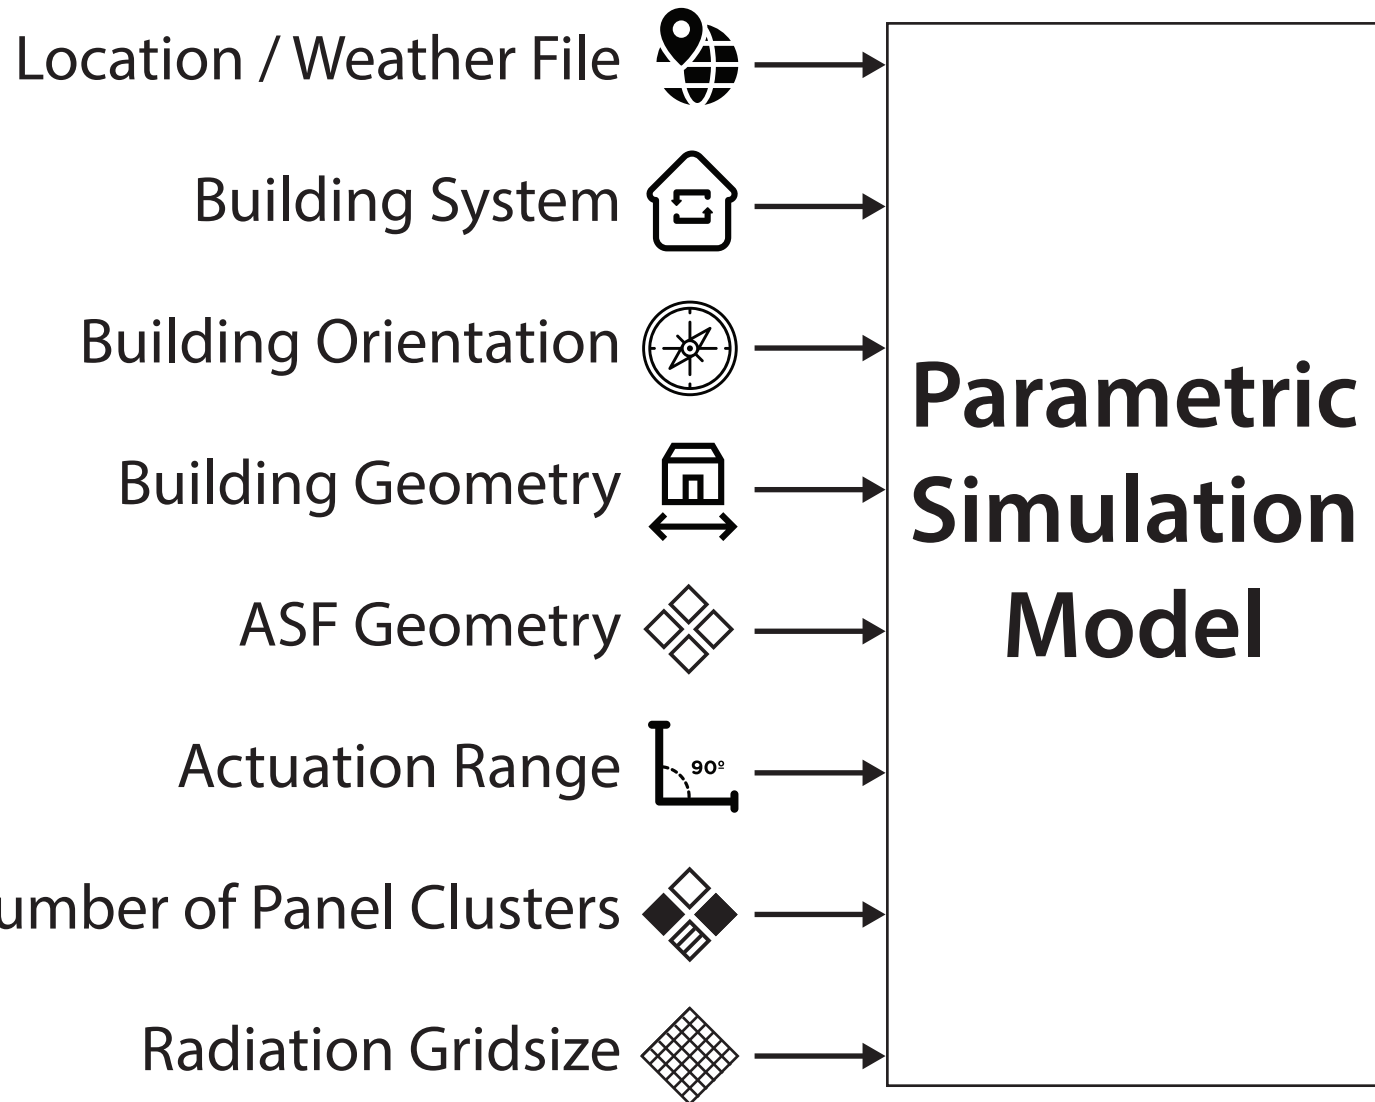 Location / Weather File
Building System
Building Orientation
Building Geometry
ASF Geometry
Actuation Range
90º
umber of Panel Clusters
Radiation Gridsize
Parametric
Simulation
Model